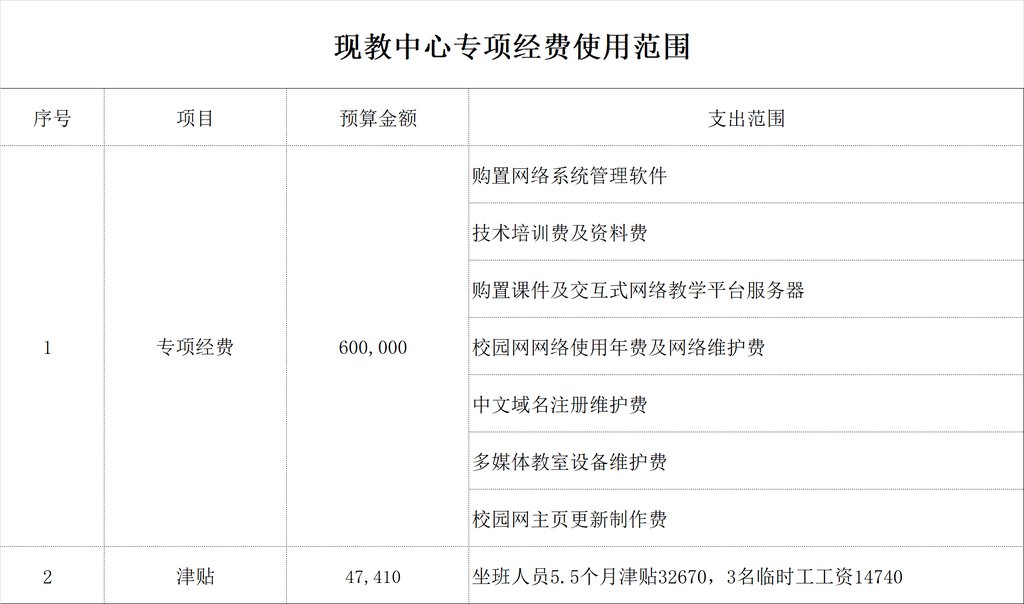 现教中心专项经费使用范围
序号 项目 预算金额 支出范围
1 专项经费 600,000 购置网络系统管理软件
技术培训费及资料费
购置课件及交互式网络教学平台服务器
校园网网络使用年费及网络维护费
中文域名注册维护费
多媒体教室设备维护费
校园网主页更新制作费
2 津贴 47,410 坐班人员5.5个月津贴32670，3名临时工工资14740